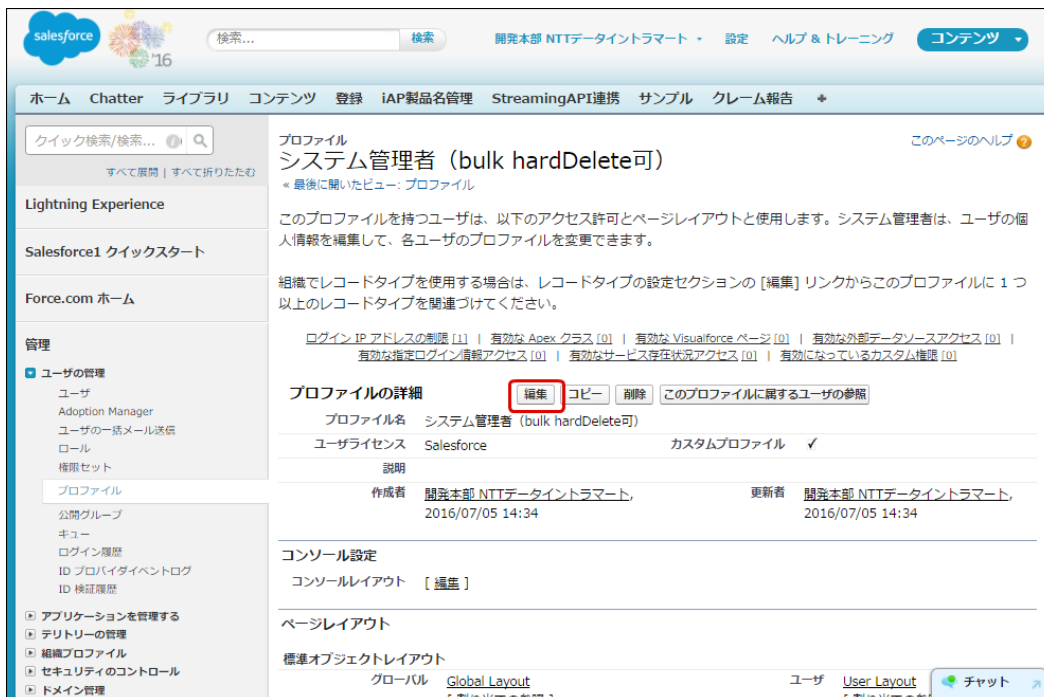 salesforce
'16
検索...
検索
開発本部 NTTデータイントラマート
設定
ヘルプ & トレーニング
コンテンツ
ホーム Chatter ライブラリ コンテンツ 登録 iAP製品名管理 StreamingAPI連携 サンプル クレーム報告 +
クイック検索/検索...
すべて展開 | すべて折りたたむ
Lightning Experience
Salesforce1 クイックスタート
Force.com ホーム
管理
ユーザの管理
ユーザ
Adoption Manager
ユーザの一括メール送信
ロール
権限セット
プロファイル
公開グループ
キュー
ログイン履歴
ID プロバイダイベントログ
ID 検証履歴
アプリケーションを管理する
テリトリーの管理
組織プロファイル
セキュリティのコントロール
ドメイン管理
プロファイル
このページのヘルプ
システム管理者（bulk hardDelete可）
« 最後に開いたビュー: プロファイル
このプロファイルを持つユーザは、以下のアクセス許可とページレイアウトと使用します。システム管理者は、ユーザの個
人情報を編集して、各ユーザのプロファイルを変更できます。
組織でレコードタイプを使用する場合は、レコードタイプの設定セクションの [編集] リンクからこのプロファイルに 1 つ
以上のレコードタイプを関連づけてください。
ログイン IP アドレスの制限 [1] | 有効な Apex クラス [0] | 有効な Visualforce ページ [0] | 有効な外部データソースアクセス [0] |
有効な指定ログイン情報アクセス [0] | 有効なサービス存在状況アクセス [0] | 有効になっているカスタム権限 [0]
プロファイルの詳細 編集 コピー 削除 このプロファイルに属するユーザの参照
プロファイル名 システム管理者（bulk hardDelete可）
ユーザライセンス Salesforce カスタムプロファイル ✓
説明
作成者 開発本部 NTTデータイントラマート, 更新者 開発本部 NTTデータイントラマート,
2016/07/05 14:34 2016/07/05 14:34
コンソール設定
コンソールレイアウト [ 編集 ]
ページレイアウト
標準オブジェクトレイアウト
グローバル Global Layout ユーザ User Layout
チャット